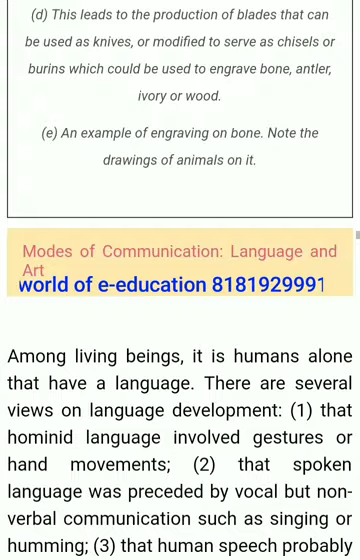 (d) This leads to the production of blades that can
be used as knives, or modified to serve as chisels or
burins which could be used to engrave bone, antler,
ivory or wood.
(e) An example of engraving on bone. Note the
drawings of animals on it.
Modes of Communication: Language and
Art
world of e-education 8181929991
Among living beings, it is humans alone
that have a language. There are several
views on language development: (1) that
hominid language involved gestures or
hand movements; (2) that spoken
language was preceded by vocal but non-
verbal communication such as singing or
humming; (3) that human speech probably